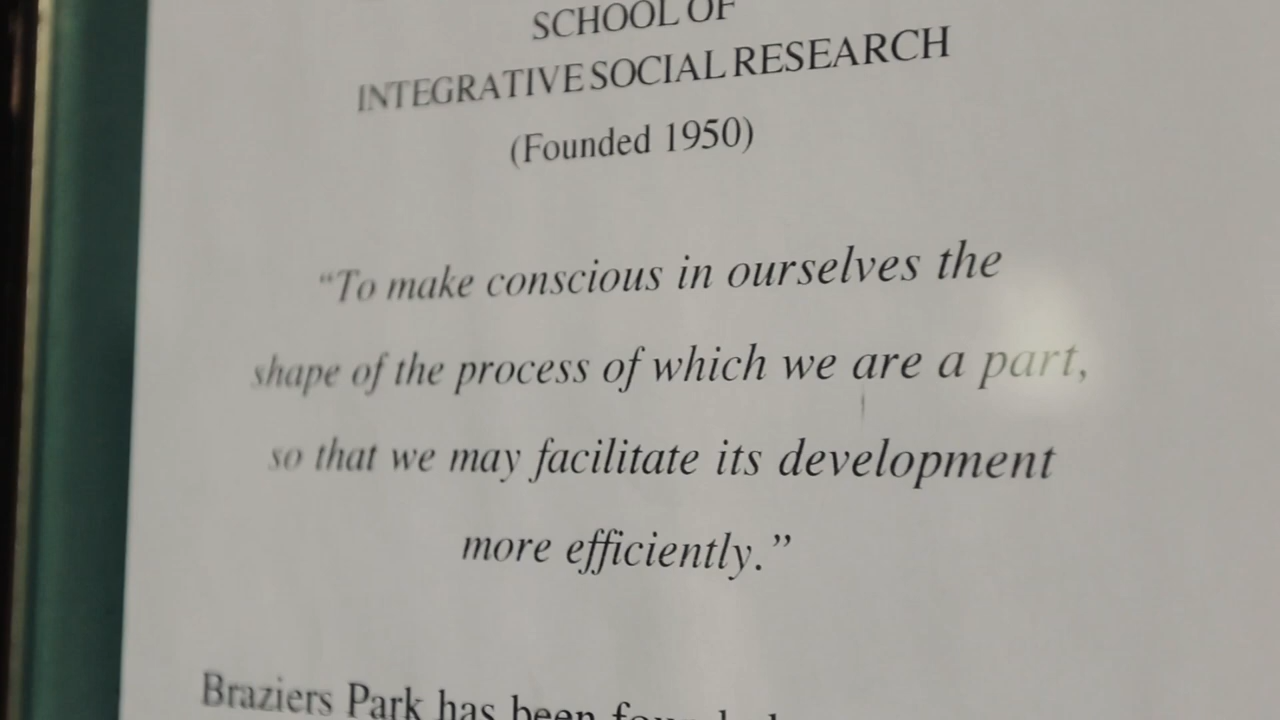 SCHOOL OF
INTEGRATIVE SOCIAL RESEARCH
(Founded 1950)
“To make conscious in ourselves the
shape of the process of which we are a part,
so that we may facilitate its development
more efficiently.”
Braziers Park has been founded